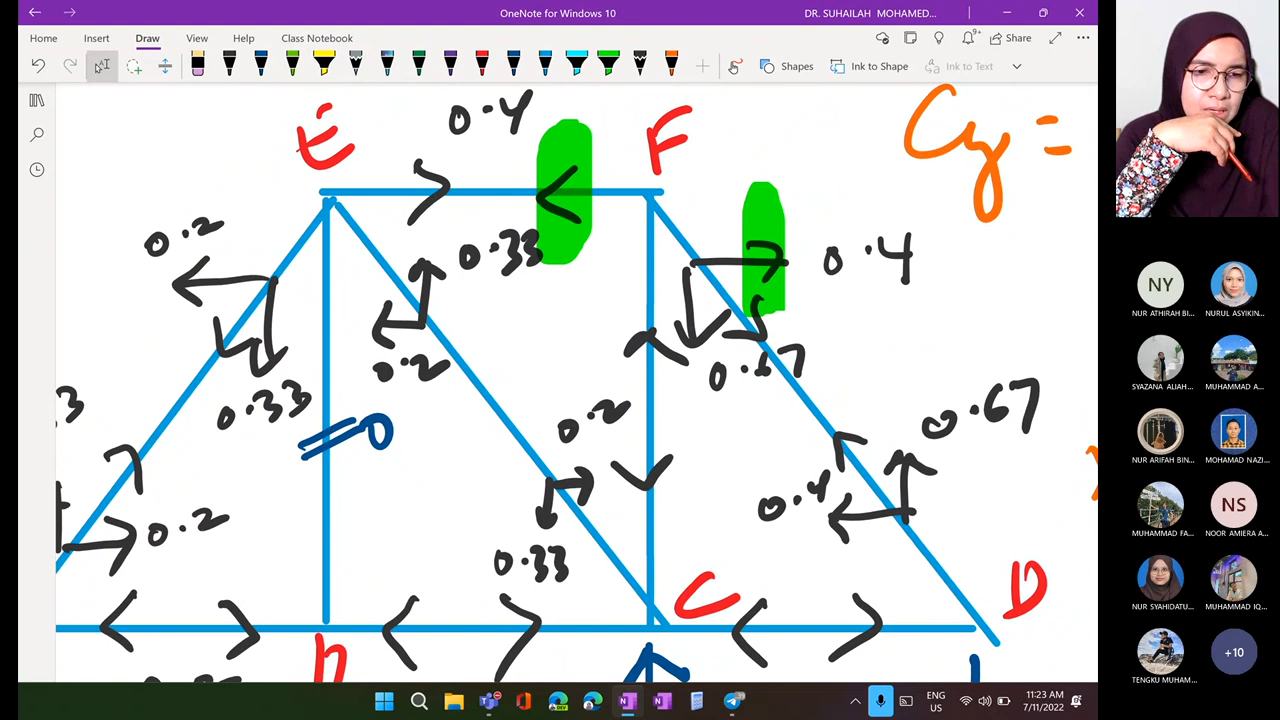 OneNote for Windows 10
DR. SUHAILAH MOHAMED...
Home Insert Draw View Help Class Notebook
Share
Shapes
Ink to Shape
Ink to Text
E
0.4
F
Cy =
0.2
0.33
0.4
0.2
0.67
0.33
0
0.2
0.67
0.4
0.2
0.33
C
D
NY
NUR ATHIRAH BI...
NURUL ASYIKIN...
SYAZANA ALIAH...
MUHAMMAD A...
NUR ARIFAH BIN...
MOHAMAD NAZI...
NS
MUHAMMAD FA...
NOOR AMIERA A...
NUR SYAHIDATU...
MUHAMMAD IQ...
+10
TENGKU MUHAM...
ENG
US
11:23 AM
7/11/2022